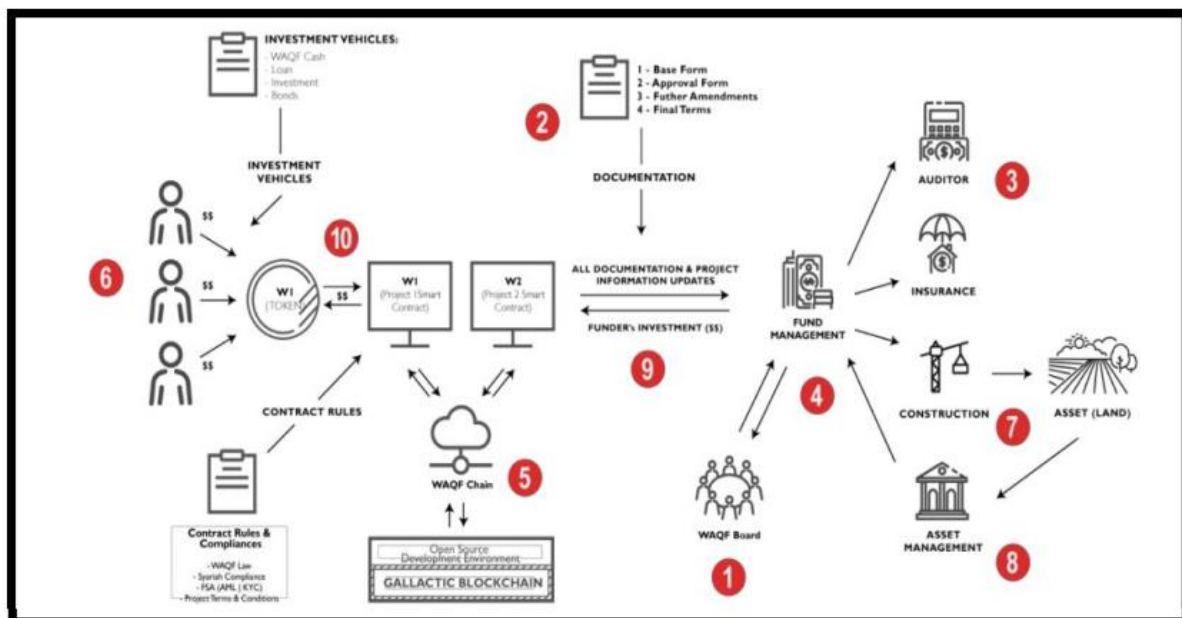 INVESTMENT VEHICLES:
- WAQF Cash
- Loan
- Investment
- Bonds
1 - Base Form
2 - Approval Form
3 - Futher Amendments
4 - Final Terms
2
DOCUMENTATION
AUDITOR
3
INVESTMENT
VEHICLES
$$
$$
$$
6
10
W1
(TOKEN)
$$
W1
(Project 1Smart
Contract)
W2
(Project 2 Smart
Contract)
ALL DOCUMENTATION & PROJECT
INFORMATION UPDATES
FUNDER's INVESTMENT ($$)
9
FUND
MANAGEMENT
4
INSURANCE
CONSTRUCTION
7
ASSET (LAND)
CONTRACT RULES
WAQF Chain
5
WAQF Board
1
ASSET
MANAGEMENT
8
Contract Rules &
Compliances
- WAQF Law
- Syariah Compliance
- FSA (AML | KYC)
- Project Terms & Conditions
Open Source
Development Environment
GALLACTIC BLOCKCHAIN